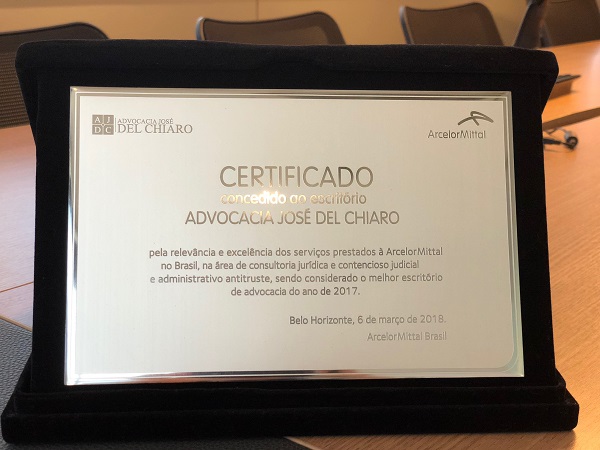 AJ
DC
ADVOCACIA JOSÉ
DEL CHIARO
ArcelorMittal
CERTIFICADO
concedido ao escritório
ADVOCACIA JOSÉ DEL CHIARO
pela relevância e excelência dos serviços prestados à ArcelorMittal
no Brasil, na área de consultoria jurídica e contencioso judicial
e administrativo antitruste, sendo considerado o melhor escritório
de advocacia do ano de 2017.
Belo Horizonte, 6 de março de 2018.
ArcelorMittal Brasil